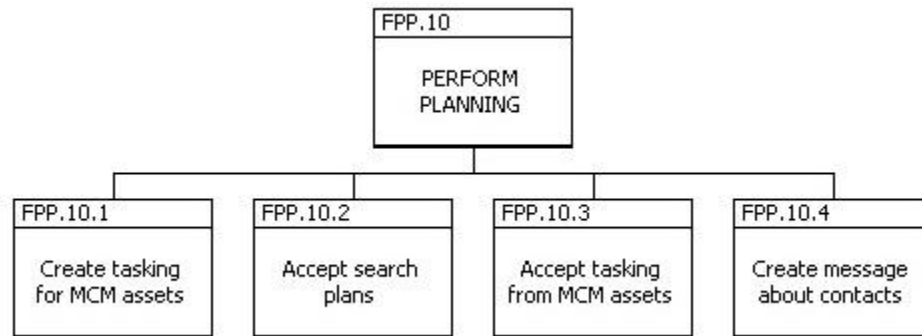 FPP.10
PERFORM
PLANNING
FPP.10.1
Create tasking
for MCM assets
FPP.10.2
Accept search
plans
FPP.10.3
Accept tasking
from MCM assets
FPP.10.4
Create message
about contacts